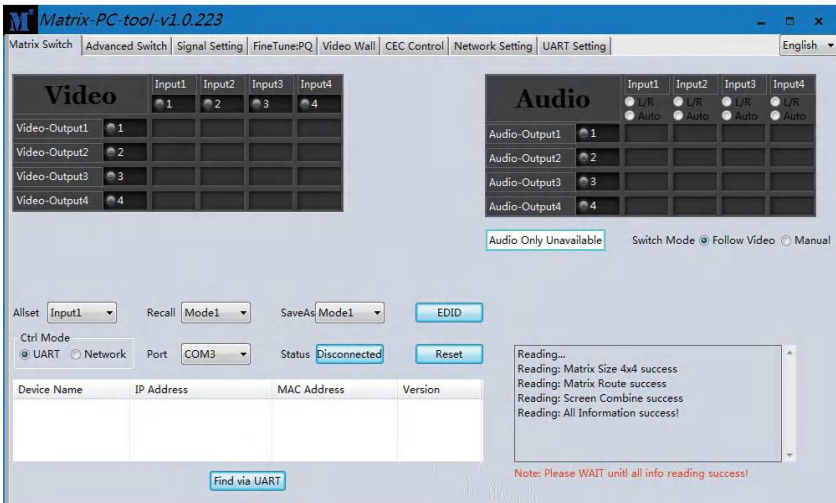 M Matrix-PC-tool-v1.0.223
Matrix Switch Advanced Switch Signal Setting FineTune:PQ Video Wall CEC Control Network Setting UART Setting English
Video Input1 Input2 Input3 Input4
1 2 3 4
Video-Output1 1
Video-Output2 2
Video-Output3 3
Video-Output4 4
Audio Input1 Input2 Input3 Input4
L/R L/R L/R L/R
Auto Auto Auto Auto
Audio-Output1 1
Audio-Output2 2
Audio-Output3 3
Audio-Output4 4
Audio Only Unavailable Switch Mode Follow Video Manual
Allset Input1 Recall Mode1 SaveAs Mode1 EDID
Ctrl Mode
UART Network Port COM3 Status Disconnected Reset
Device Name IP Address MAC Address Version
Find via UART
Reading...
Reading: Matrix Size 4x4 success
Reading: Matrix Route success
Reading: Screen Combine success
Reading: All Information success!
Note: Please WAIT unitl all info reading success!